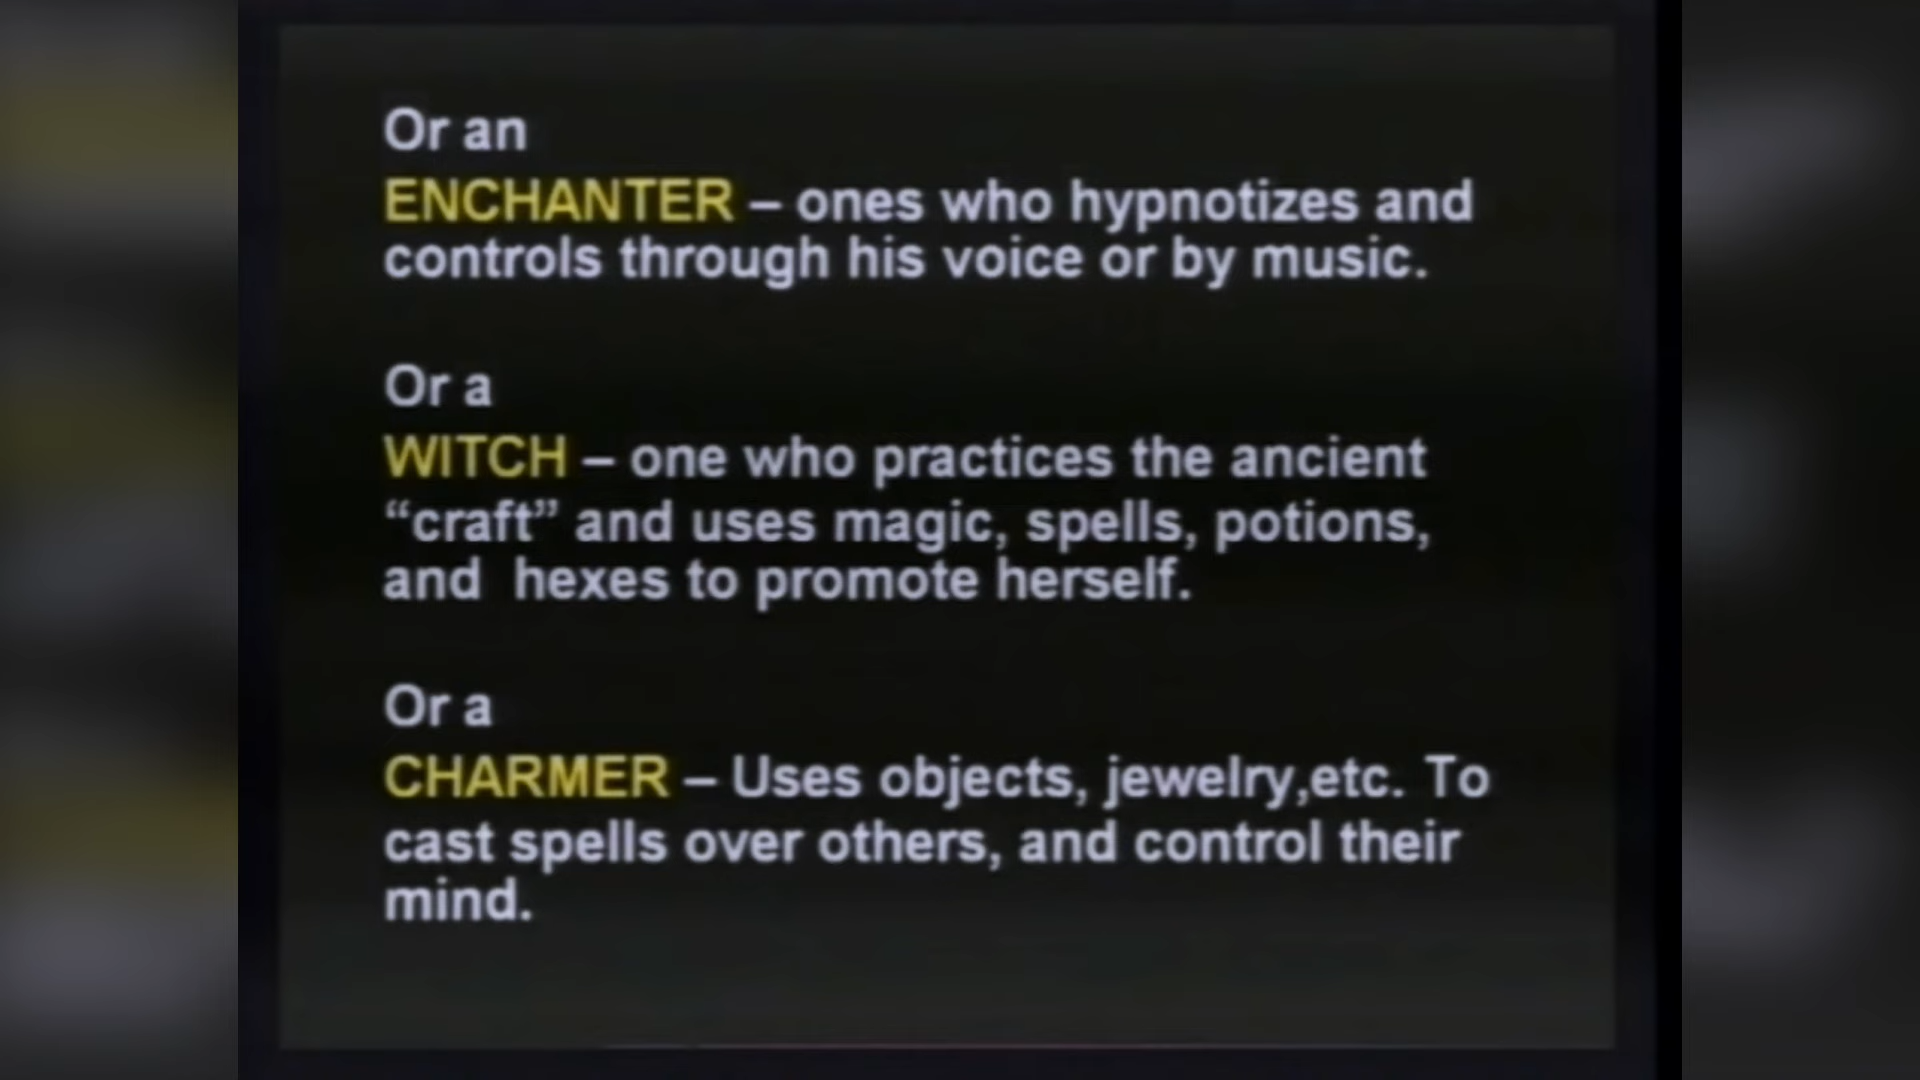 Or an
ENCHANTER – ones who hypnotizes and
controls through his voice or by music.
Or a
WITCH – one who practices the ancient
“craft” and uses magic, spells, potions,
and  hexes to promote herself.
Or a
CHARMER – Uses objects, jewelry,etc. To
cast spells over others, and control their
mind.